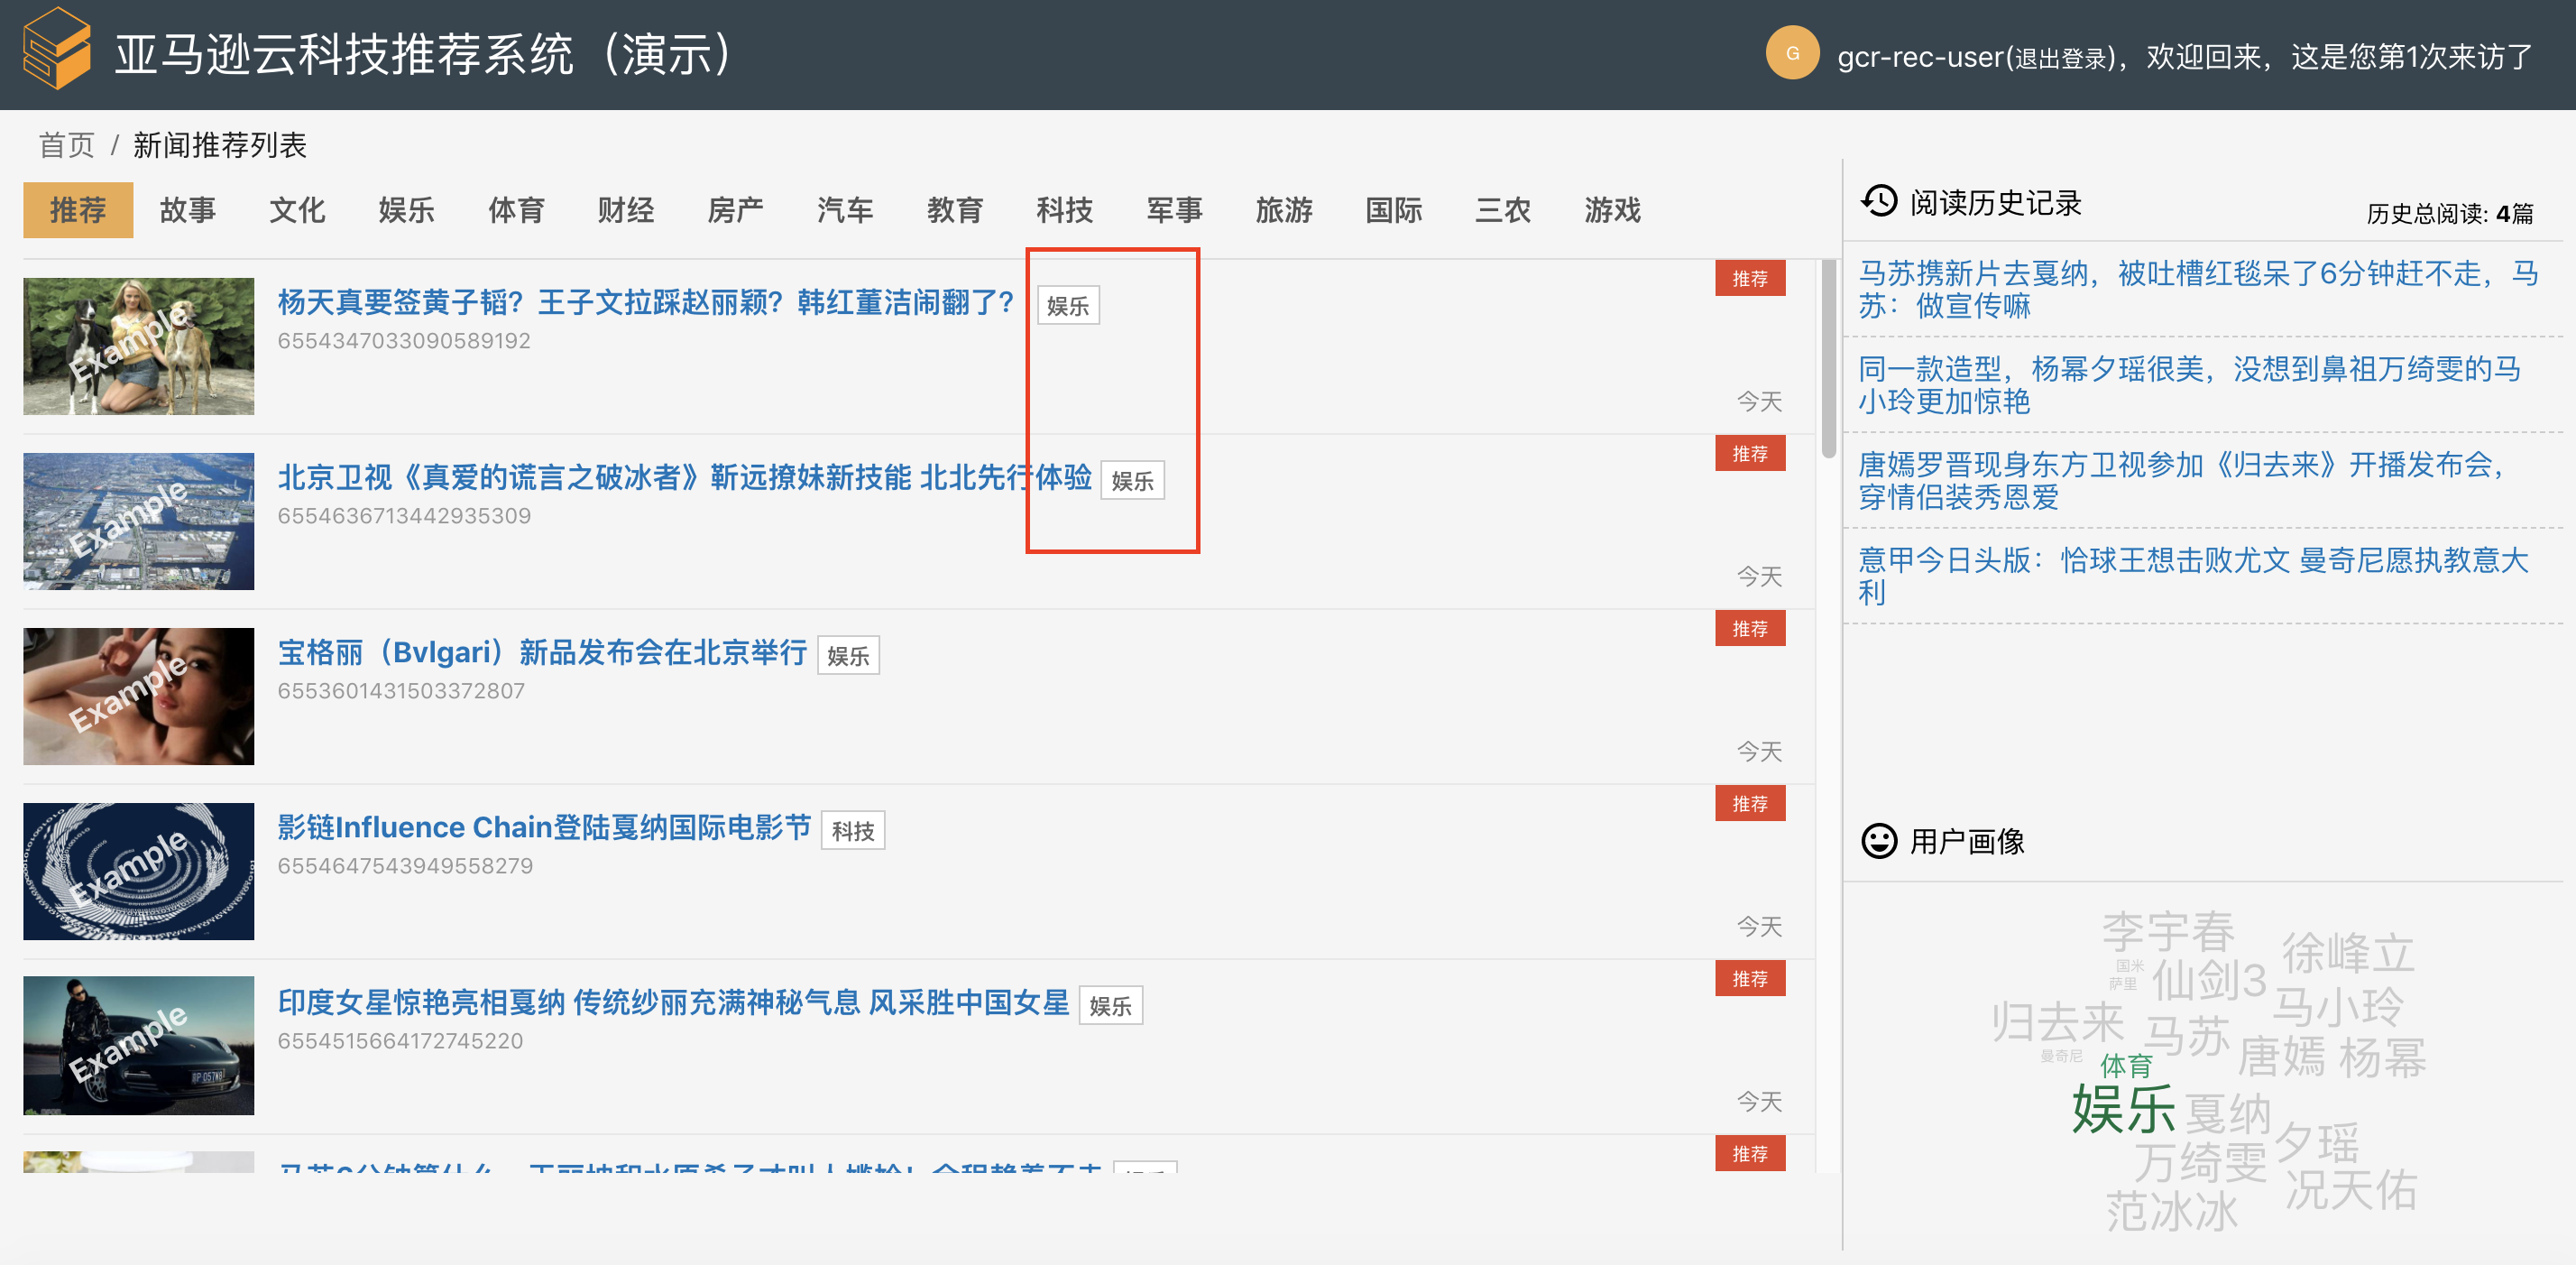 亚马逊云科技推荐系统（演示）
G
gcr-rec-user(退出登录)，欢迎回来，这是您第1次来访了
首页 / 新闻推荐列表
推荐 故事 文化 娱乐 体育 财经 房产 汽车 教育 科技 军事 旅游 国际 三农 游戏
Example
杨天真要签黄子韬？王子文拉踩赵丽颖？韩红董洁闹翻了？ 娱乐
6554347033090589192
推荐
今天
Example
北京卫视《真爱的谎言之破冰者》靳远撩妹新技能 北北先行体验 娱乐
6554636713442935309
推荐
今天
Example
宝格丽（Bvlgari）新品发布会在北京举行 娱乐
6553601431503372807
推荐
今天
Example
影链Influence Chain登陆戛纳国际电影节 科技
6554647543949558279
推荐
今天
Example
印度女星惊艳亮相戛纳 传统纱丽充满神秘气息 风采胜中国女星 娱乐
6554515664172745220
推荐
今天
推荐
阅读历史记录
历史总阅读: 4篇
马苏携新片去戛纳，被吐槽红毯呆了6分钟赶不走，马
苏：做宣传嘛
同一款造型，杨幂夕瑶很美，没想到鼻祖万绮雯的马
小玲更加惊艳
唐嫣罗晋现身东方卫视参加《归去来》开播发布会，
穿情侣装秀恩爱
意甲今日头版：恰球王想击败尤文 曼奇尼愿执教意大
利
用户画像
李宇春
徐峰立
国米
仙剑3
萨里
马小玲
归去来
马苏
唐嫣
杨幂
曼奇尼
体育
娱乐
戛纳
夕瑶
万绮雯
况天佑
范冰冰